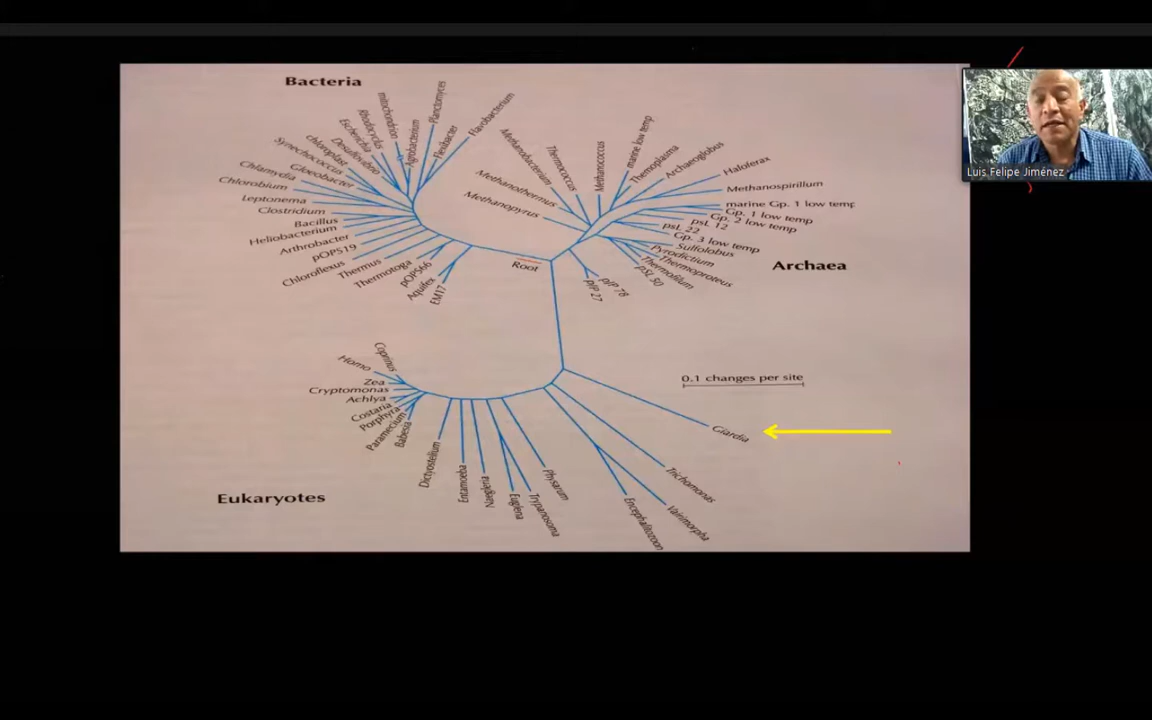 Bacteria
Planctomyces
Flavobacterium
mitochondrion
Rhodocyclus
Escherichia
Desulfovibrio
chloroplast
Synechococcus
Gloeobacter
Chlamydia
Chlorobium
Leptonema
Clostridium
Bacillus
Heliobacterium
Arthrobacter
pOPS19
Chloroflexus
Thermus
Thermotoga
pOPS66
Aquifex
EM17
Agrobacterium
Flexibacter
Root
Methanobacterium
Thermococcus
Methanothermus
Methanopyrus
Methanococcus
marine low temp
Thermoplasma
Archaeoglobus
Haloferax
Methanospirillum
marine Gp. 1 low temp
Gp. 1 low temp
Gp. 2 low temp
psL 12
psL 22
Gp. 3 low temp
Sulfolobus
Pyrodictium
Thermoproteus
Thermofilum
pSL 50
pJP 78
pJP 27
Archaea
Luis Felipe Jiménez
Coprinus
Homo
Zea
Cryptomonas
Achlya
Costaria
Porphyra
Paramecium
Babesia
Dictyostelium
Entamoeba
Naegleria
Euglena
Trypanosoma
Physarum
Encephalitozoon
Vairimorpha
Trichomonas
Giardia
0.1 changes per site
Eukaryotes